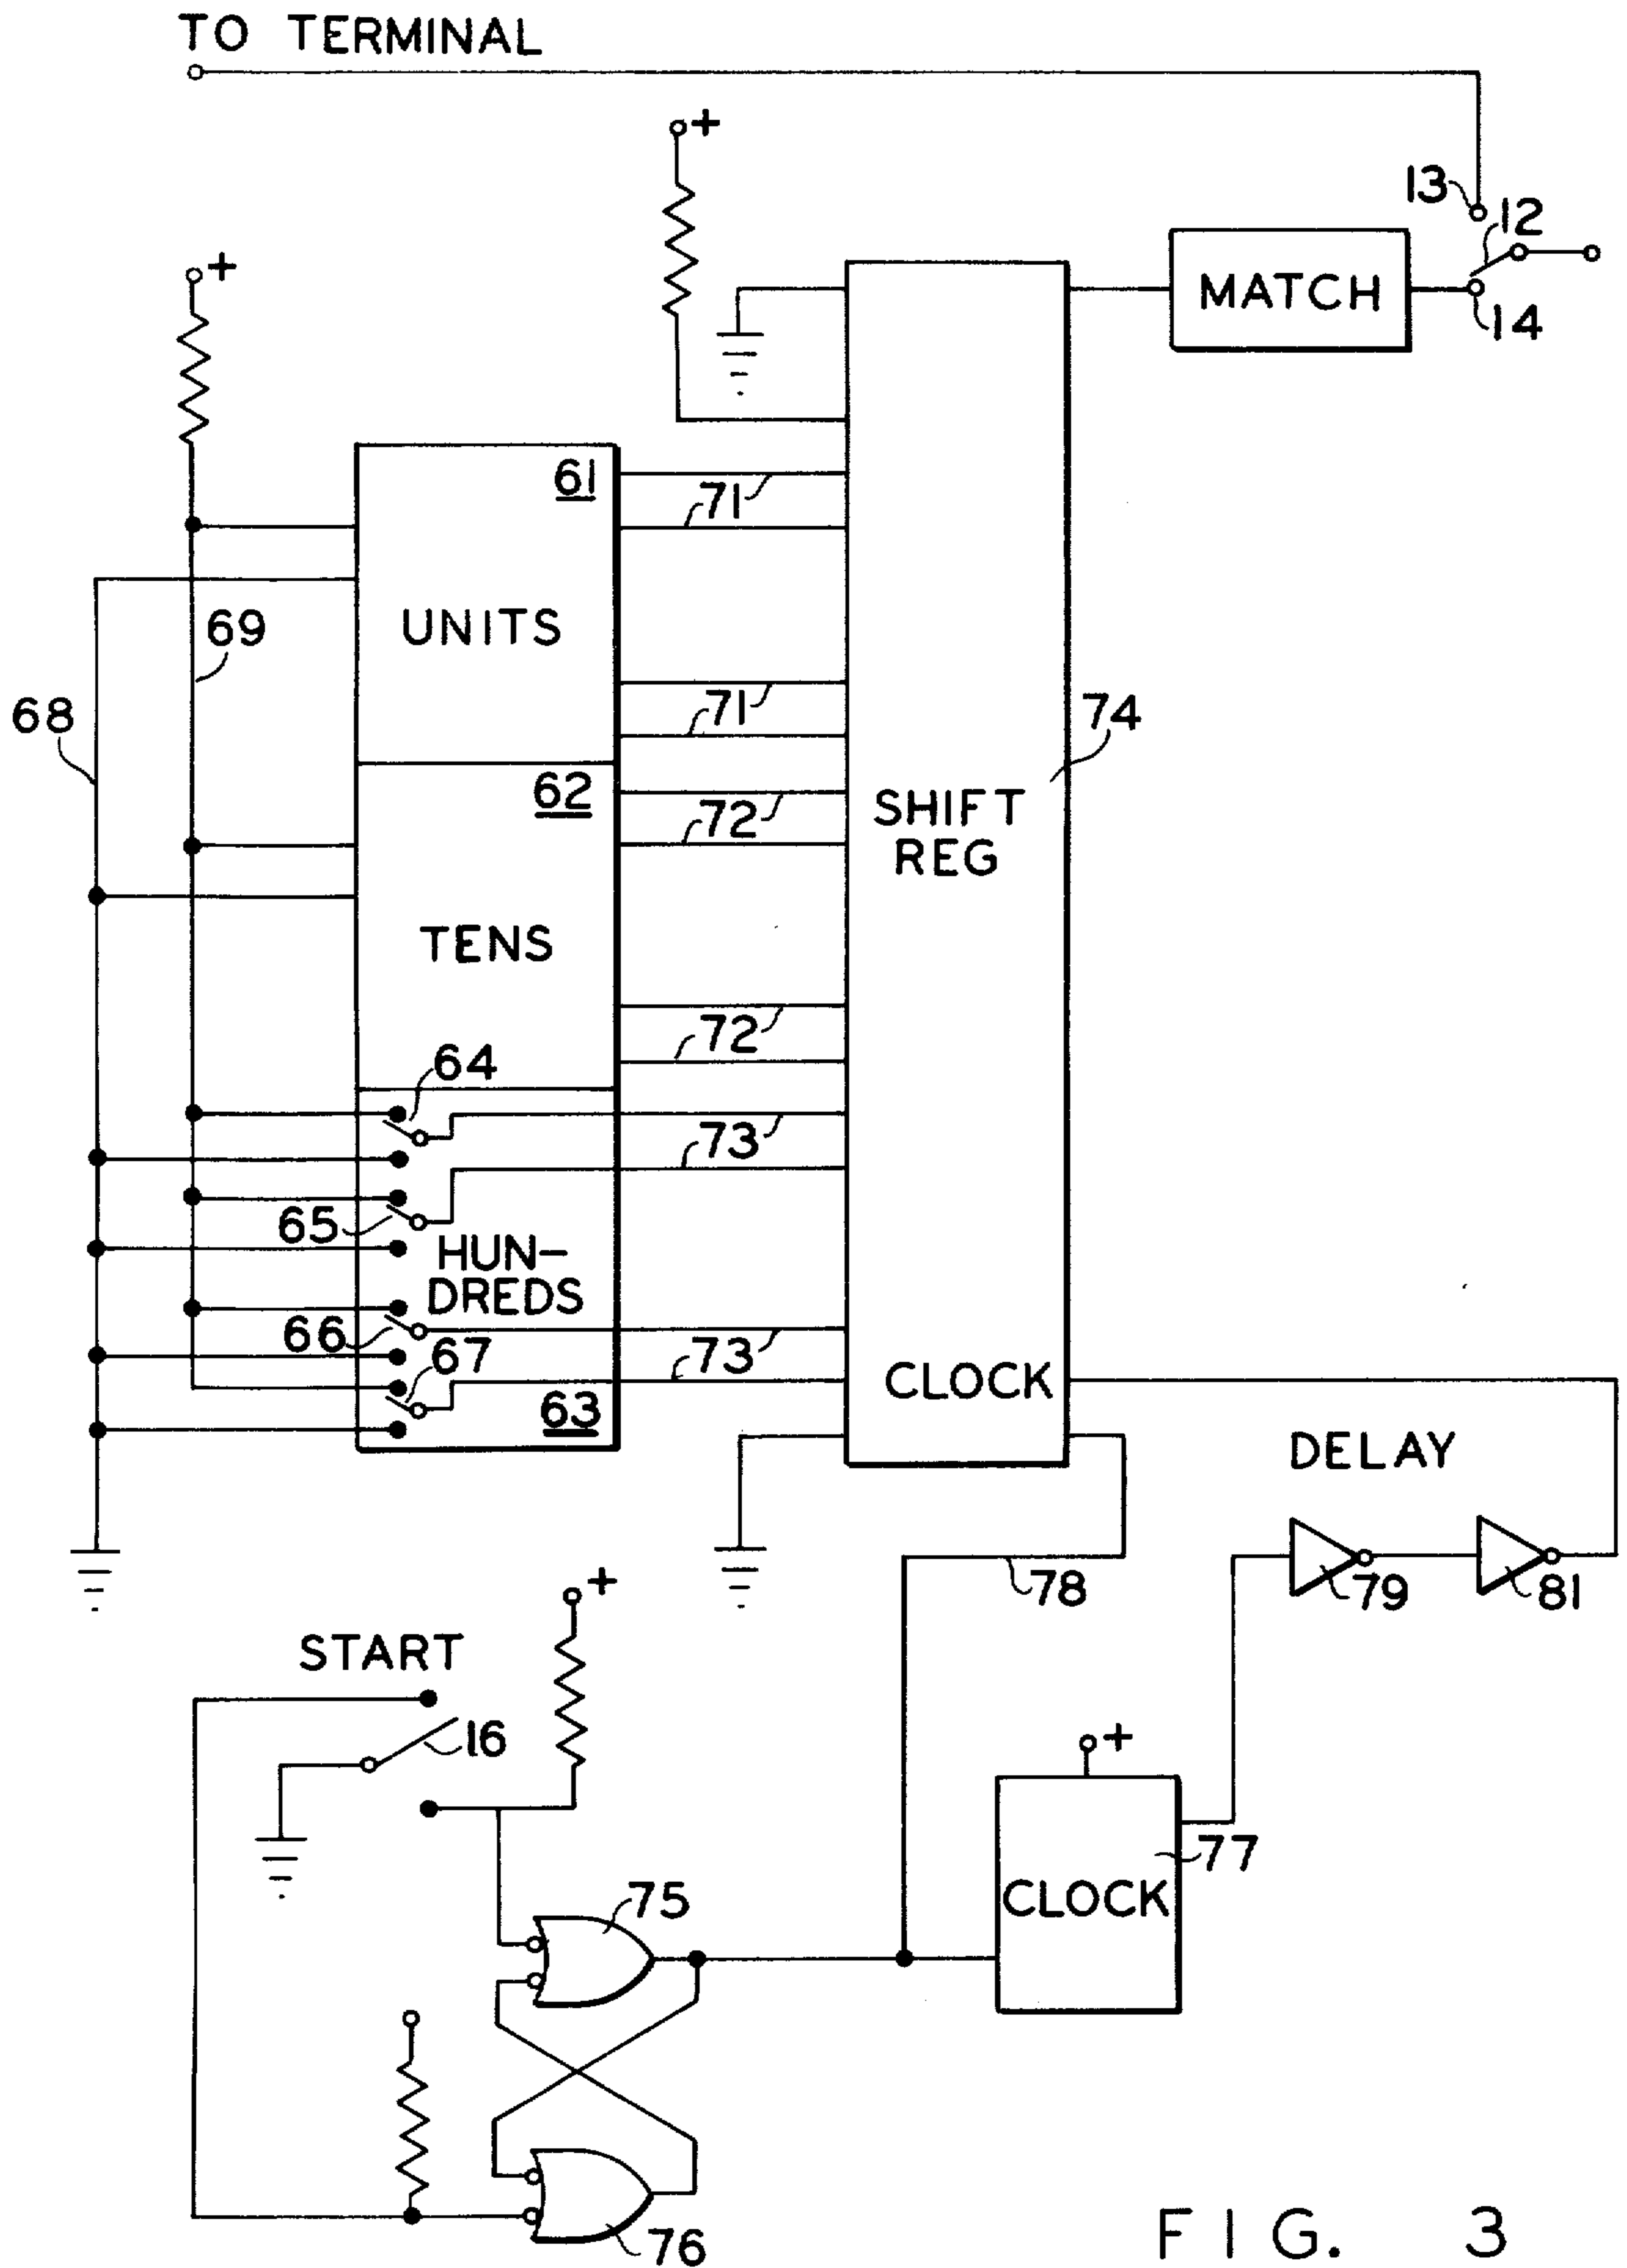 TO TERMINAL
+
13
12
+
MATCH
14
61
71
UNITS
69
71
68
74
62
72
SHIFT
REG
TENS
72
64
73
65
HUN-
DREDS
66
67
73
CLOCK
63
DELAY
78
79
81
+
START
16
+
77
CLOCK
75
76
FIG. 3